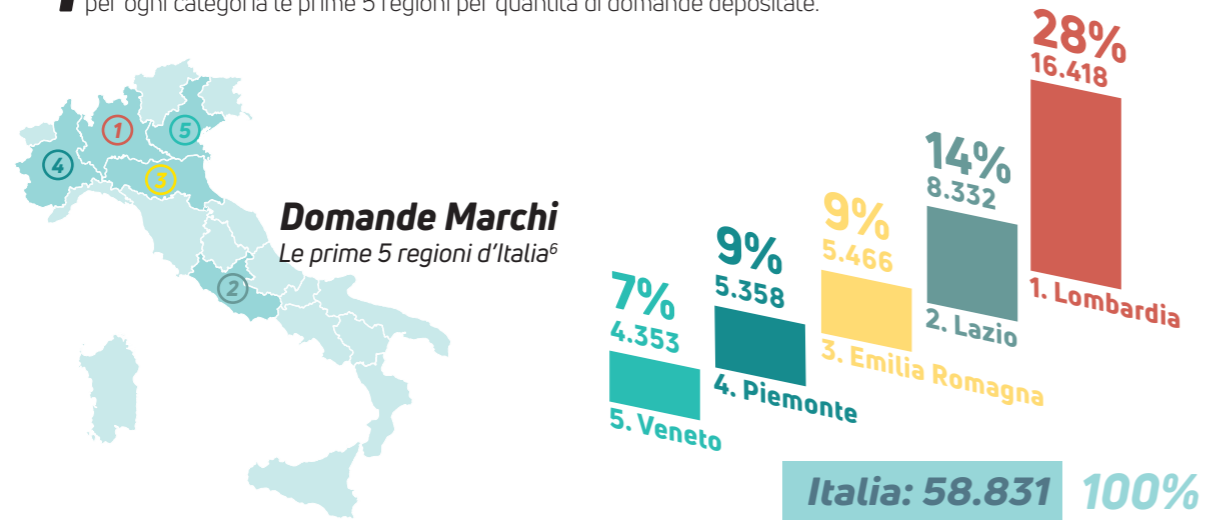 per ogni categoria le prime 5 regioni per quantità di domande depositate.
1
5
4
3
2
Domande Marchi
Le prime 5 regioni d'Italia⁶
28%
16.418
1. Lombardia
14%
8.332
2. Lazio
9%
5.466
3. Emilia Romagna
9%
5.358
4. Piemonte
7%
4.353
5. Veneto
Italia: 58.831 100%